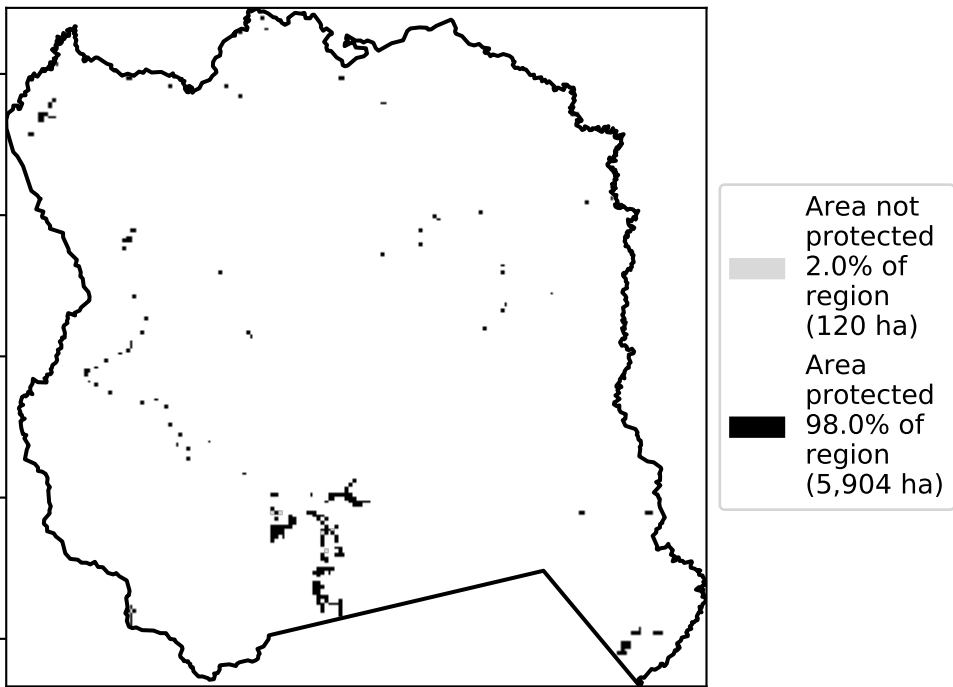 Area not
protected
2.0% of
region
(120 ha)
Area
protected
98.0% of
region
(5,904 ha)